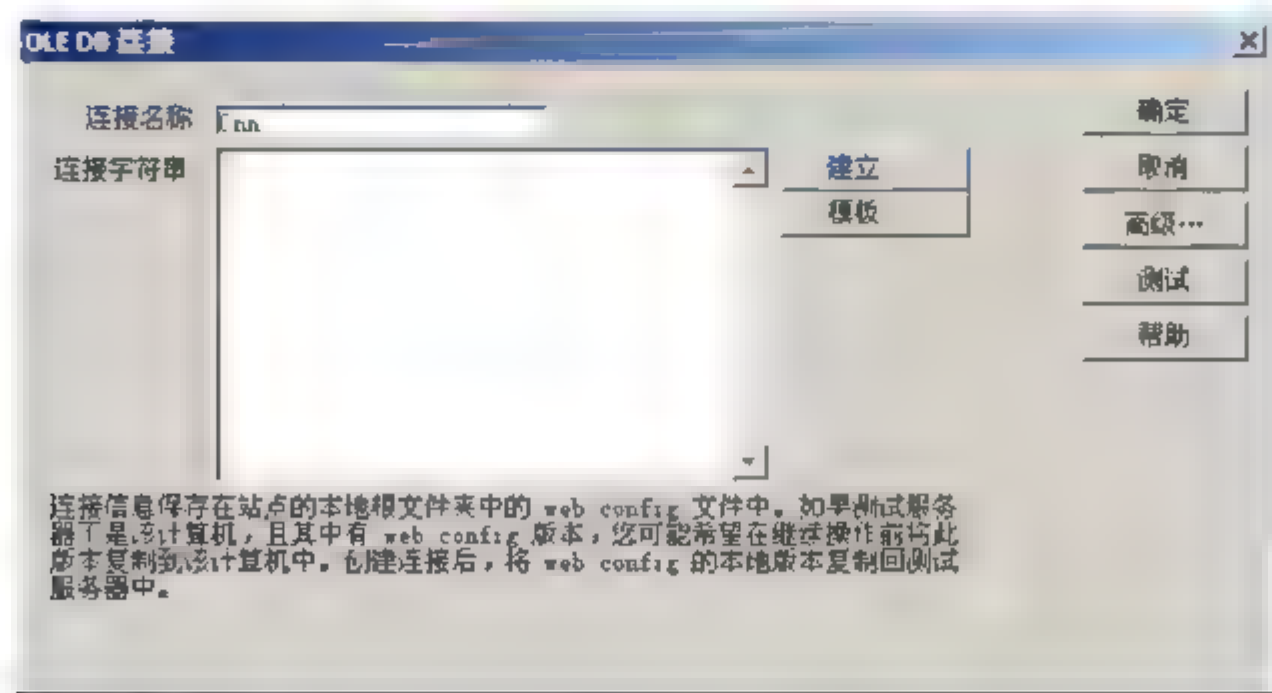 OLE DB 连接
连接名称
确定
连接字符串
建立
取消
模板
高级…
测试
帮助
连接信息保存在站点的本地根文件夹中的 web config 文件中。如果测试服务
器不是该计算机，且其中有 web config 版本，您可能希望在继续操作前将此
版本复制到该计算机中。创建连接后，将 web config 的本地版本复制回测试
服务器中。